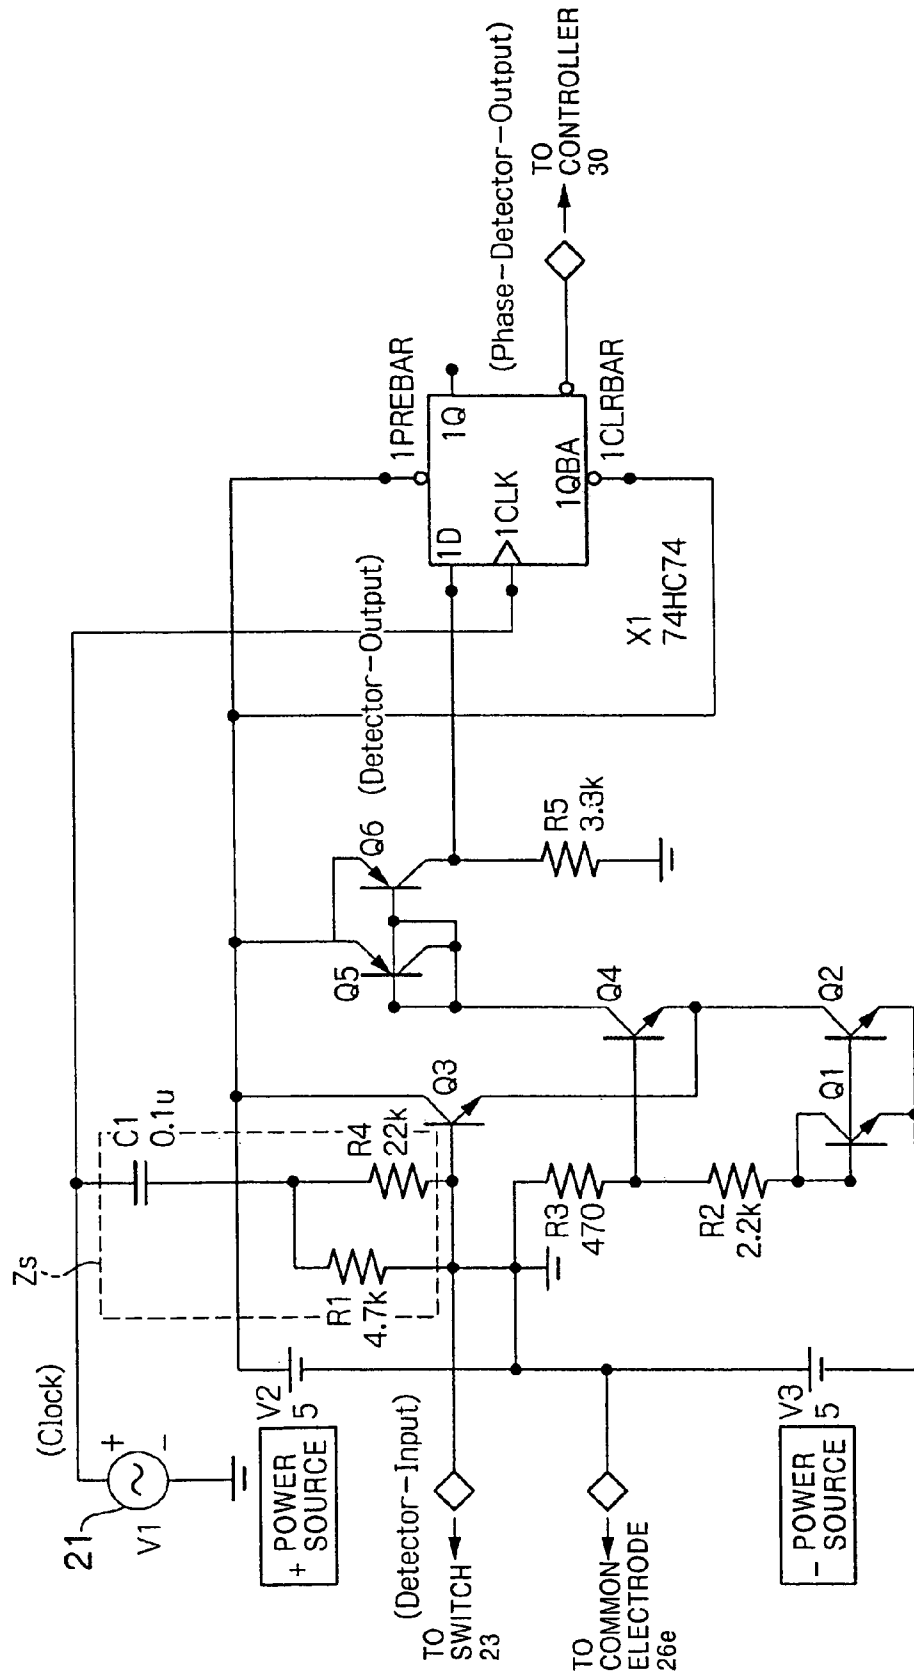 21
V1
(Clock)
Zs
C1
0.1u
R1
4.7k
R4
22k
+ POWER
SOURCE
V2
5
(Detector-Input)
TO
SWITCH
23
TO
COMMON
ELECTRODE
26e
- POWER
SOURCE
V3
5
R3
470
R2
2.2k
Q3
Q4
Q1
Q2
Q5
Q6
(Detector-Output)
R5
3.3k
1PREBAR
1D
1Q
1CLK
1QBA
1CLRBAR
X1
74HC74
(Phase-Detector-Output)
TO
CONTROLLER
30
+
-